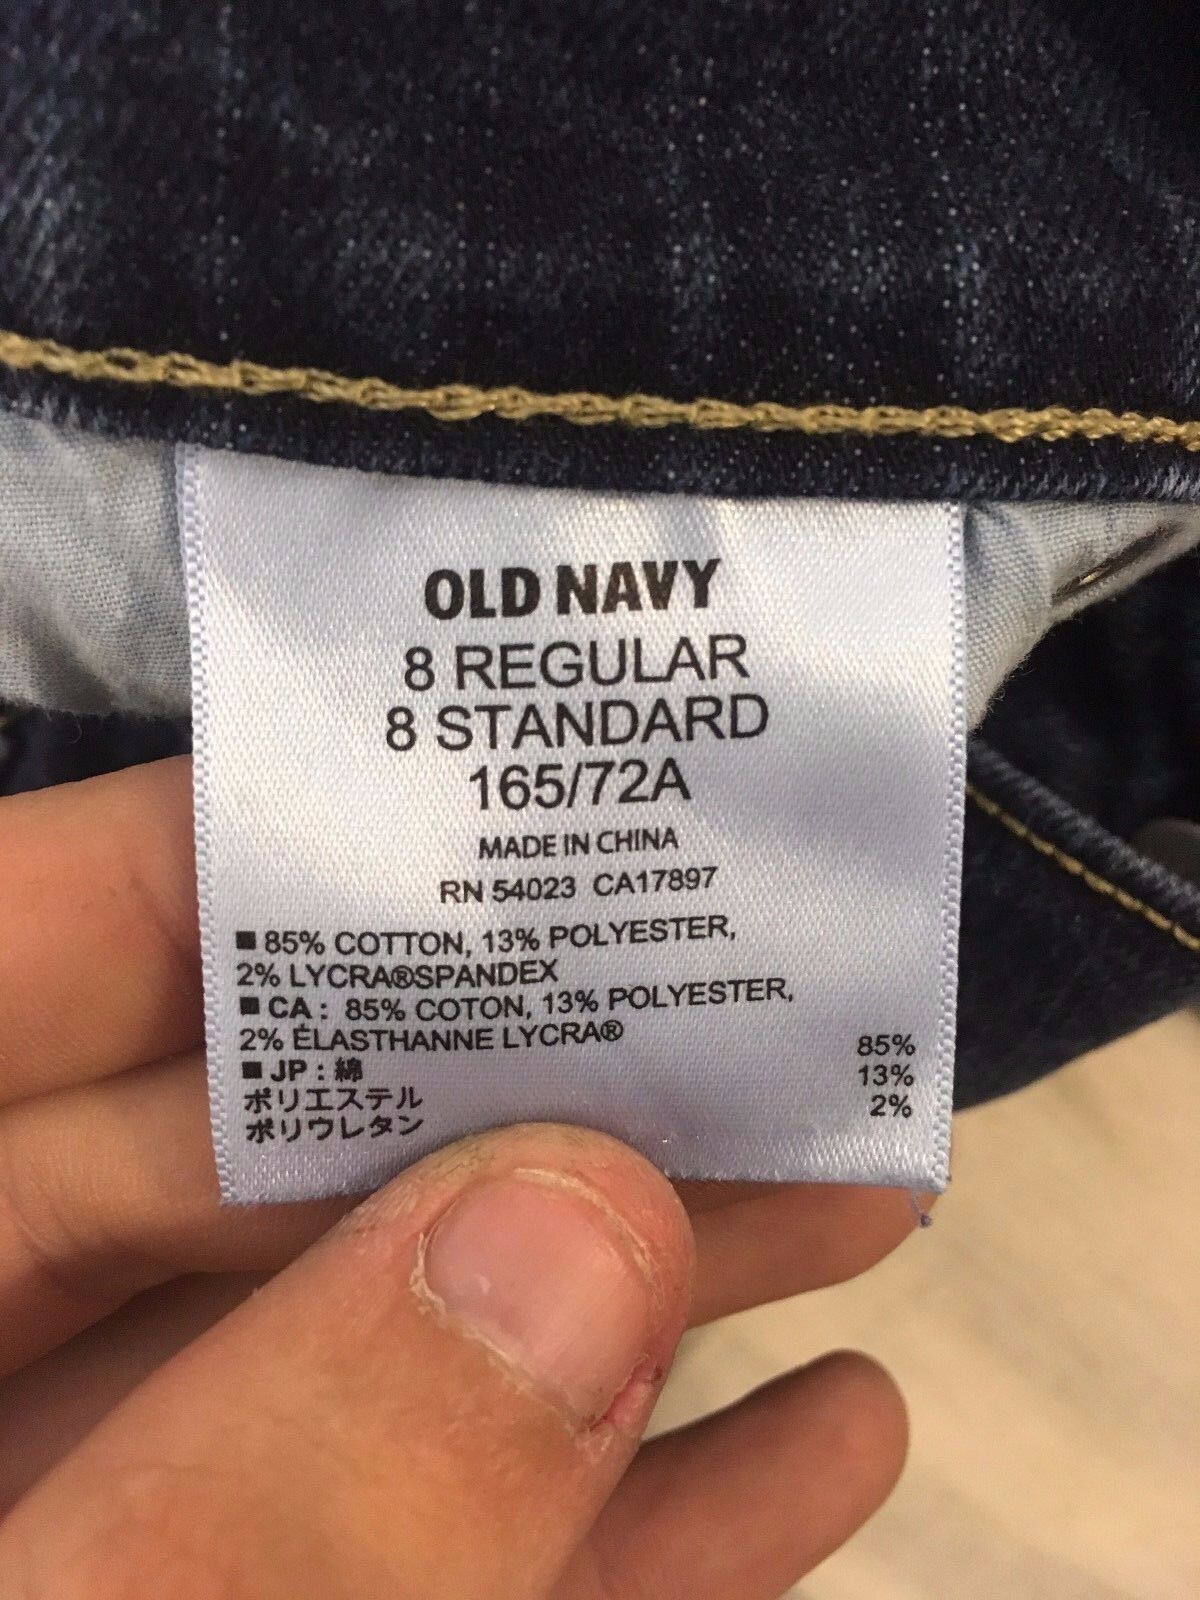 OLD NAVY
8 REGULAR
8 STANDARD
165/72A
MADE IN CHINA
RN 54023 CA17897
■ 85% COTTON, 13% POLYESTER,
2% LYCRA®SPANDEX
■ CA : 85% COTON, 13% POLYESTER,
2% ÉLASTHANNE LYCRA®
■ JP : 綿 85%
ポリエステル 13%
ポリウレタン 2%